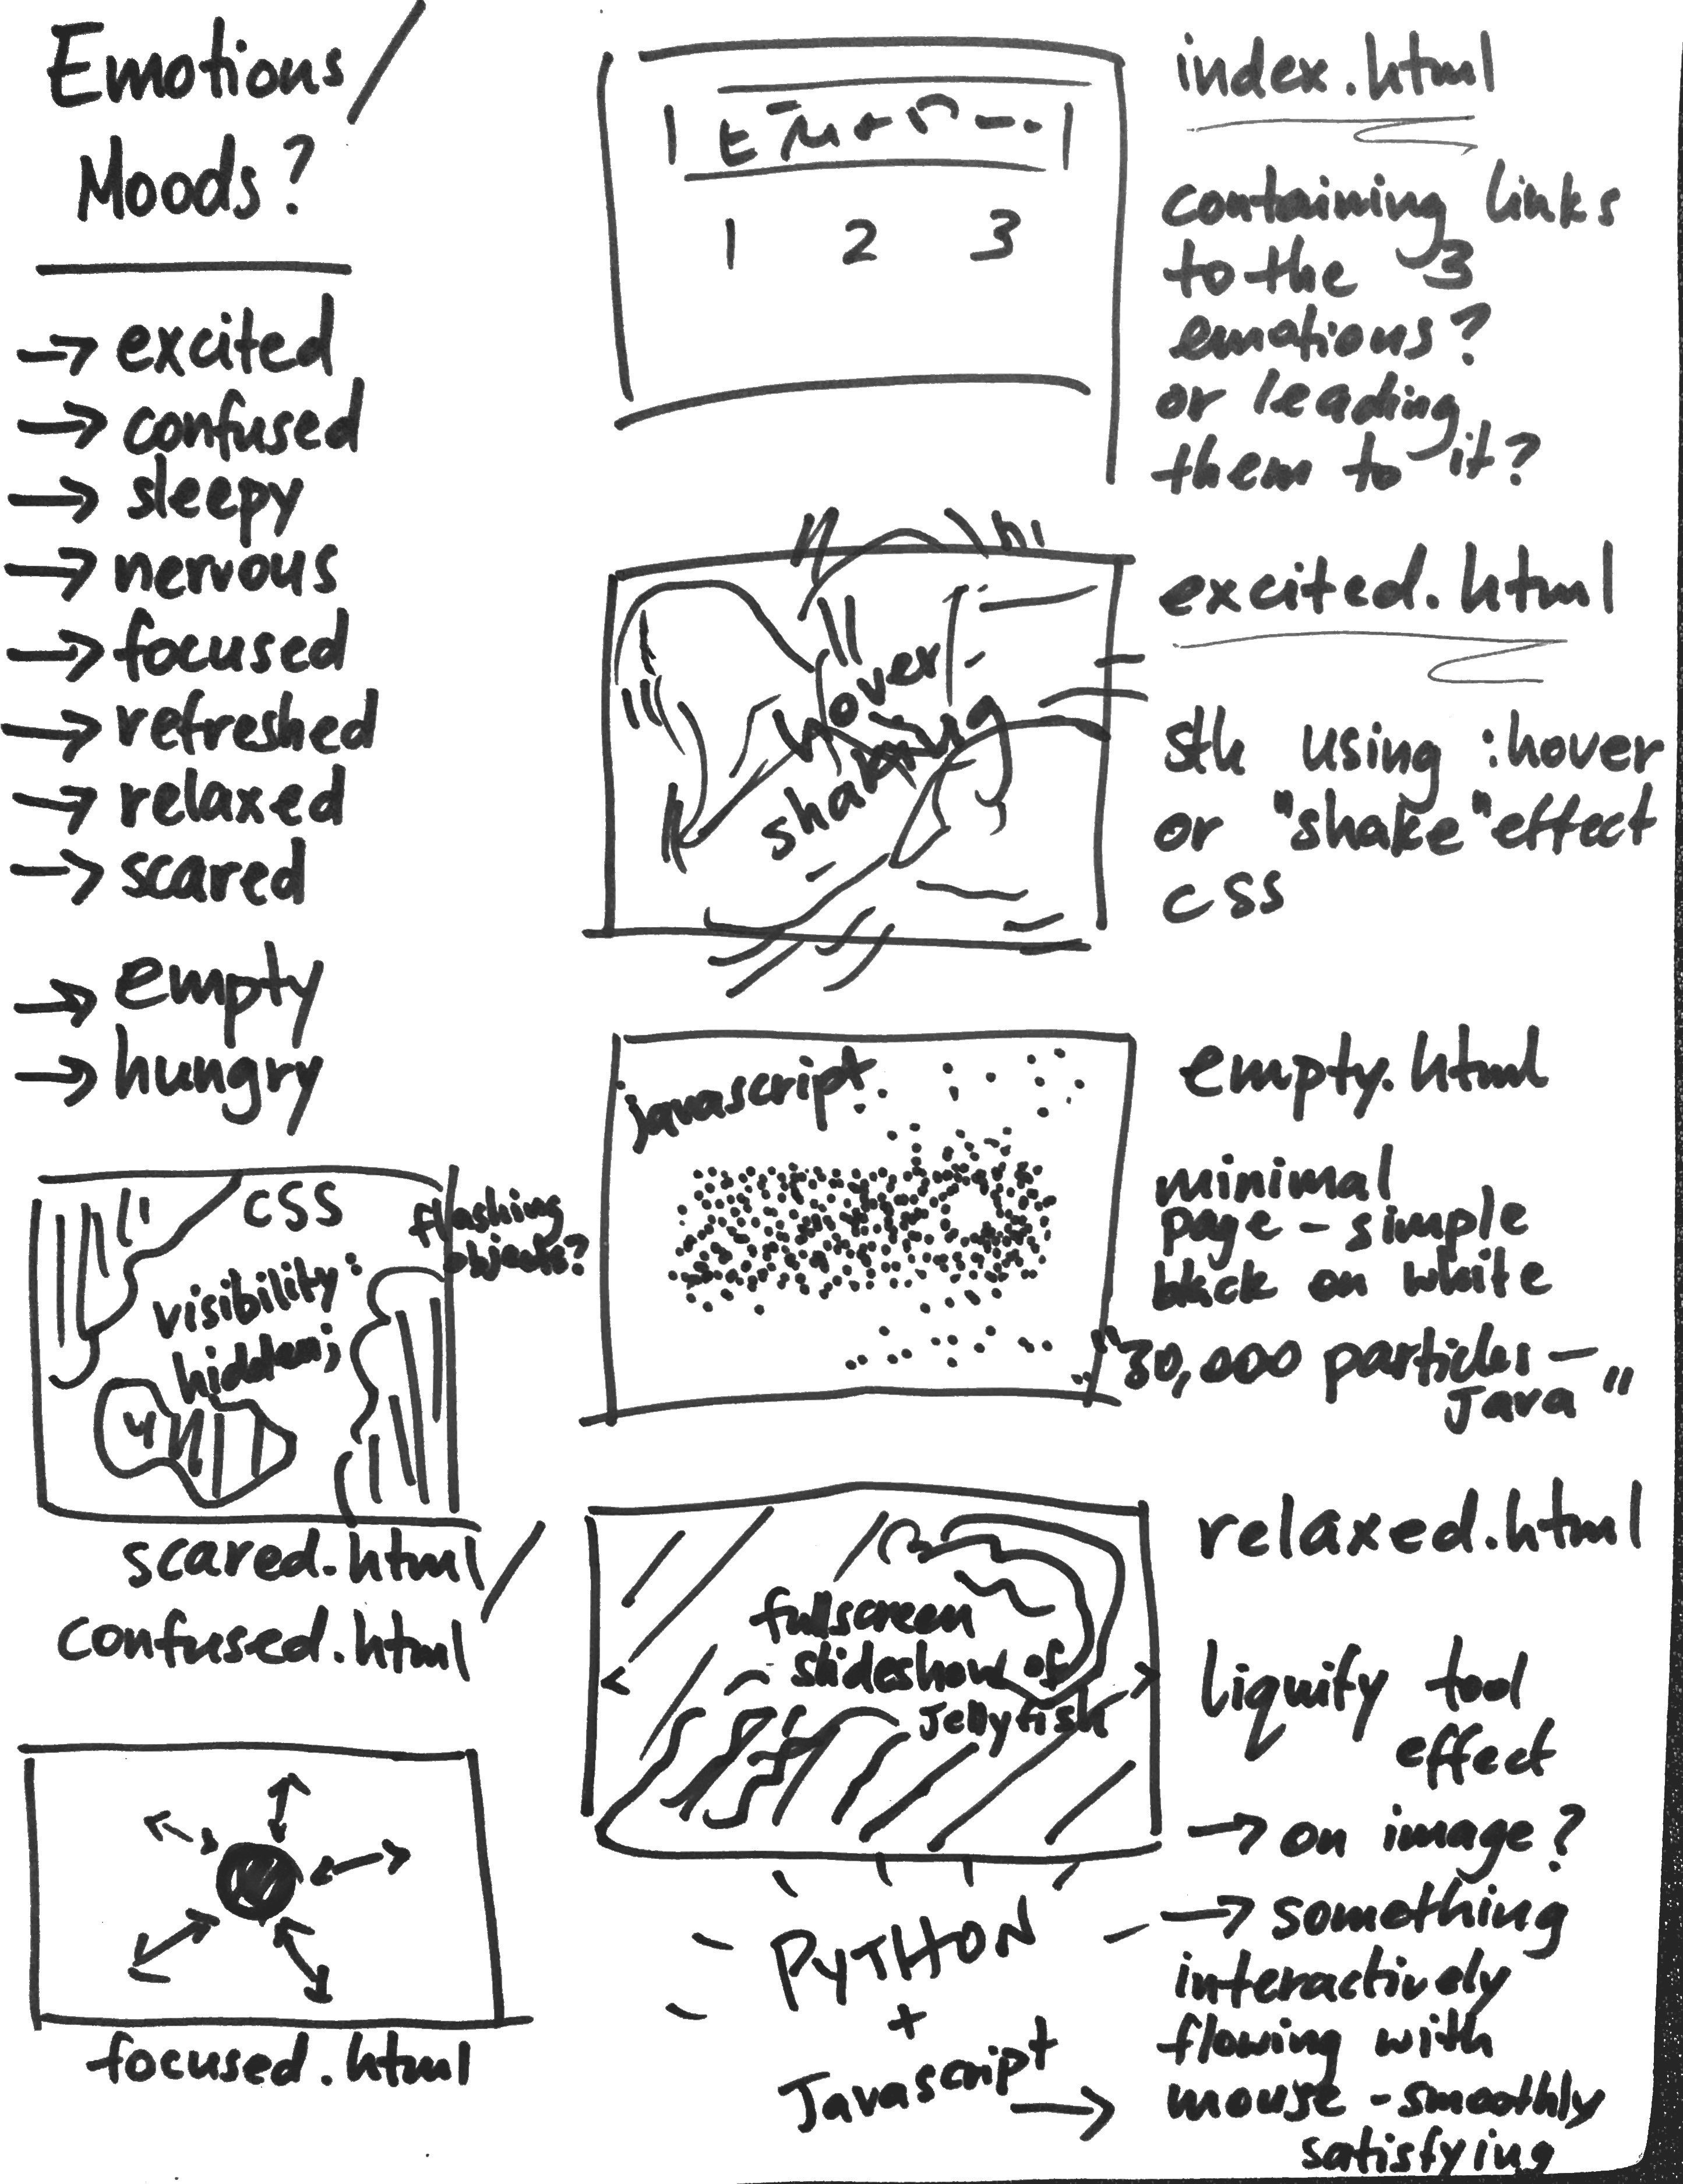 Emotions/
Moods?
→ excited
→ confused
→ sleepy
→ nervous
→ focused
→ refreshed
→ relaxed
→ scared
→ empty
→ hungry
CSS
visibility:
hidden;
flashing
objects?
scared.html/
confused.html
focused.html
1 2 3
index.html
containing links
to the 3
emotions?
or leading
them to it?
hover
shaking
excited.html
sth using :hover
or "shake" effect
css
javascript
empty.html
minimal
page - simple
black on white
"30,000 particles -
Java"
fullscreen
slideshow of
jellyfish
relaxed.html
liquify tool
effect
→ on image?
→ something
interactively
flowing with
mouse - smoothly
satisfying
PYTHON
+
Javascript →